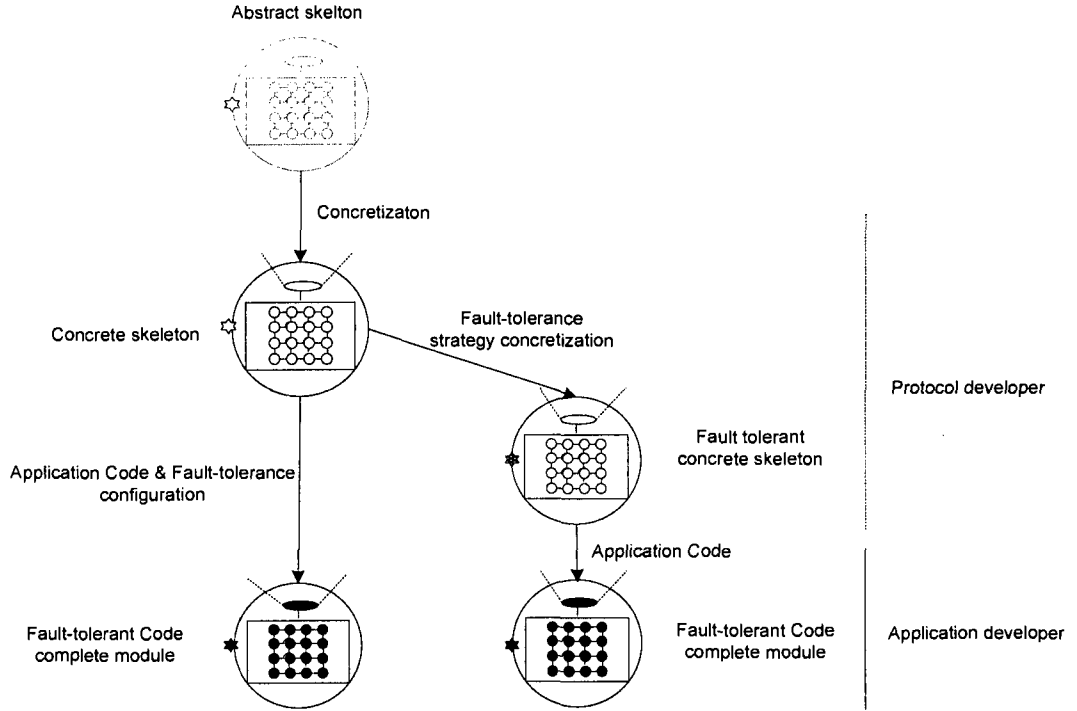 Abstract skelton
Concretizaton
Concrete skeleton
Fault-tolerance
strategy concretization
Protocol developer
Fault tolerant
concrete skeleton
Application Code & Fault-tolerance
configuration
Application Code
Fault-tolerant Code
complete module
Fault-tolerant Code
complete module
Application developer